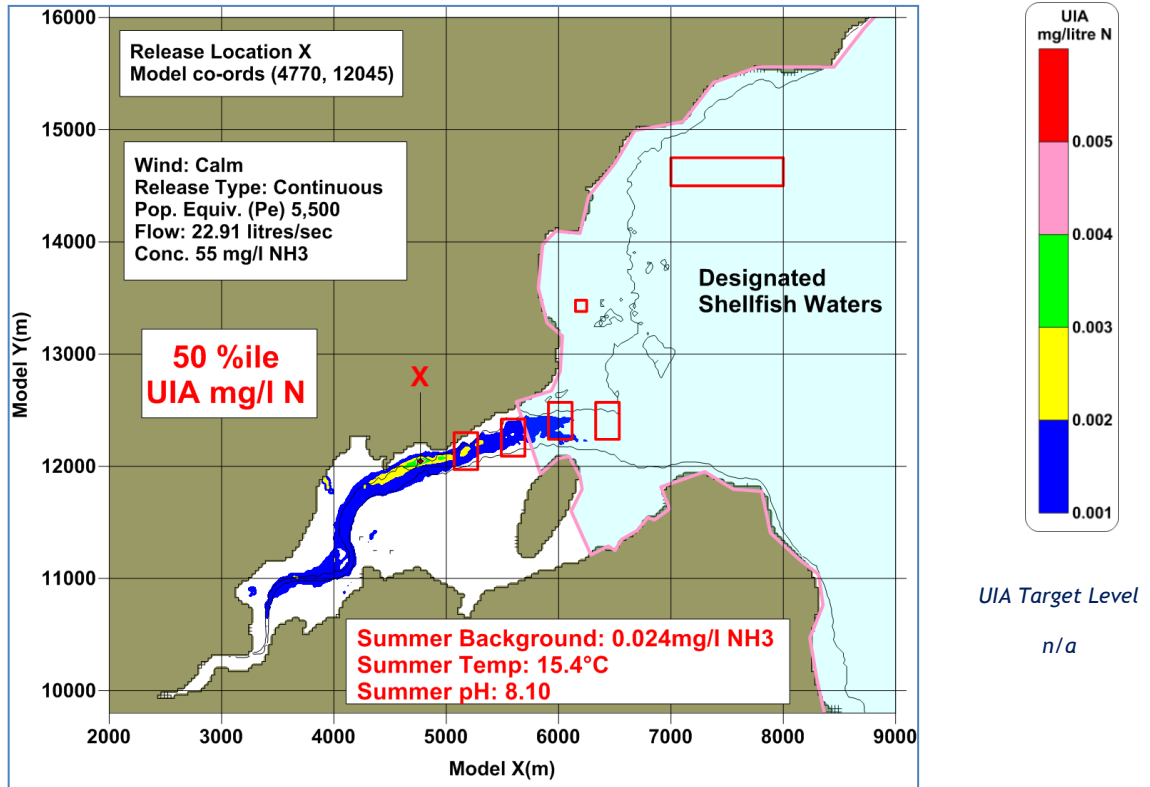 16000
15000
14000
13000
12000
11000
10000
Model Y(m)
2000
3000
4000
5000
6000
7000
8000
9000
Model X(m)
Release Location X
Model co-ords (4770, 12045)
Wind: Calm
Release Type: Continuous
Pop. Equiv. (Pe) 5,500
Flow: 22.91 litres/sec
Conc. 55 mg/l NH3
Designated
Shellfish Waters
50 %ile
UIA mg/l N
X
Summer Background: 0.024mg/l NH3
Summer Temp: 15.4°C
Summer pH: 8.10
UIA
mg/litre N
0.005
0.004
0.003
0.002
0.001
UIA Target Level
n/a